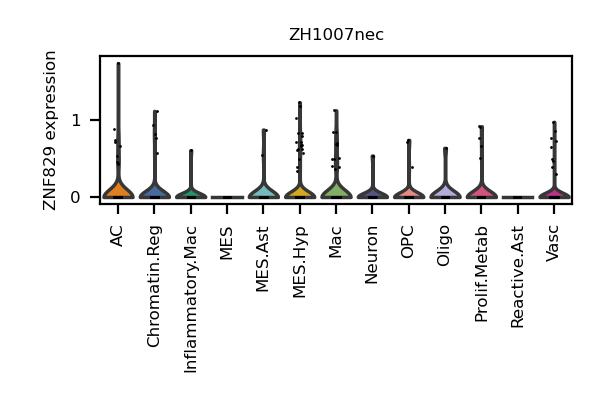 ZH1007nec
ZNF829 expression
1
0
AC
Chromatin.Reg
Inflammatory.Mac
MES
MES.Ast
MES.Hyp
Mac
Neuron
OPC
Oligo
Prolif.Metab
Reactive.Ast
Vasc